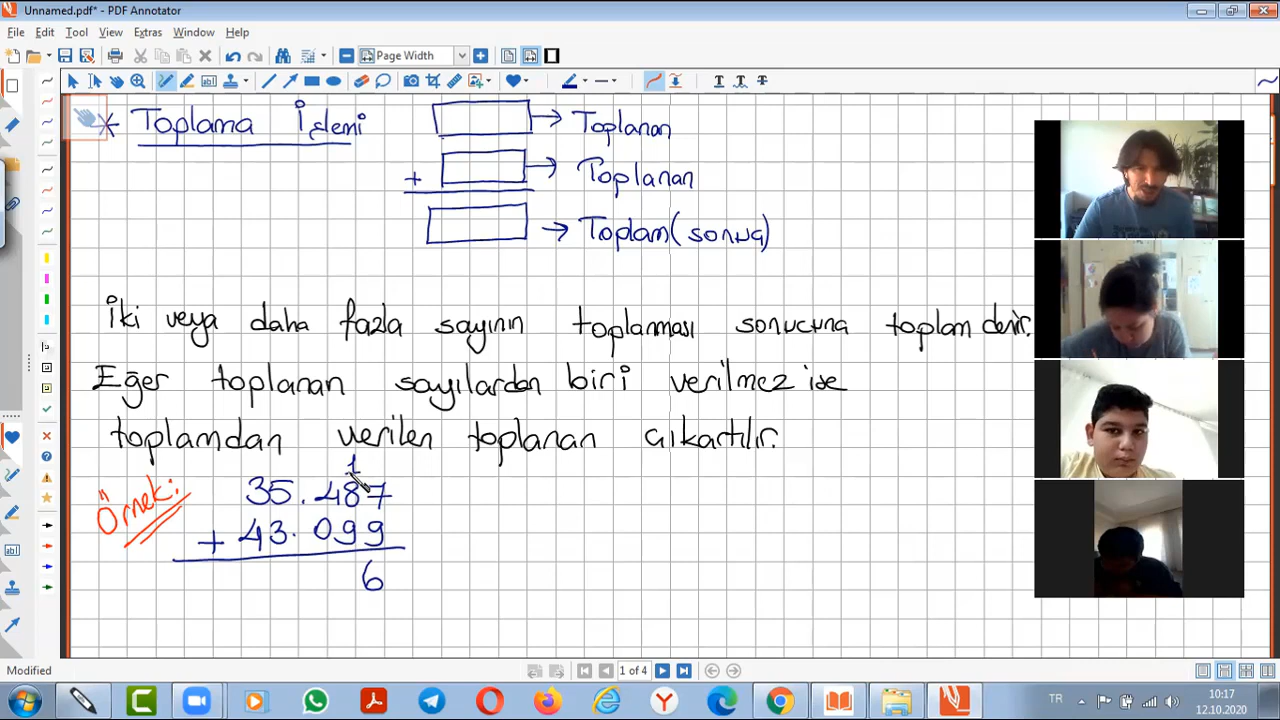 Unnamed.pdf* - PDF Annotator
File Edit Tool View Extras Window Help
Page Width
Toplama İşlemi
→ Toplanan
+ → Toplanan
→ Toplam (sonuç)
İki veya daha fazla sayının toplanması sonucuna toplam denir.
Eğer toplanan sayılardan biri verilmez ise
toplamdan verilen toplanan çıkartılır.
1
Örnek: 35.487
+ 43.099
6
Modified
1 of 4
TR
10:17
12.10.2020